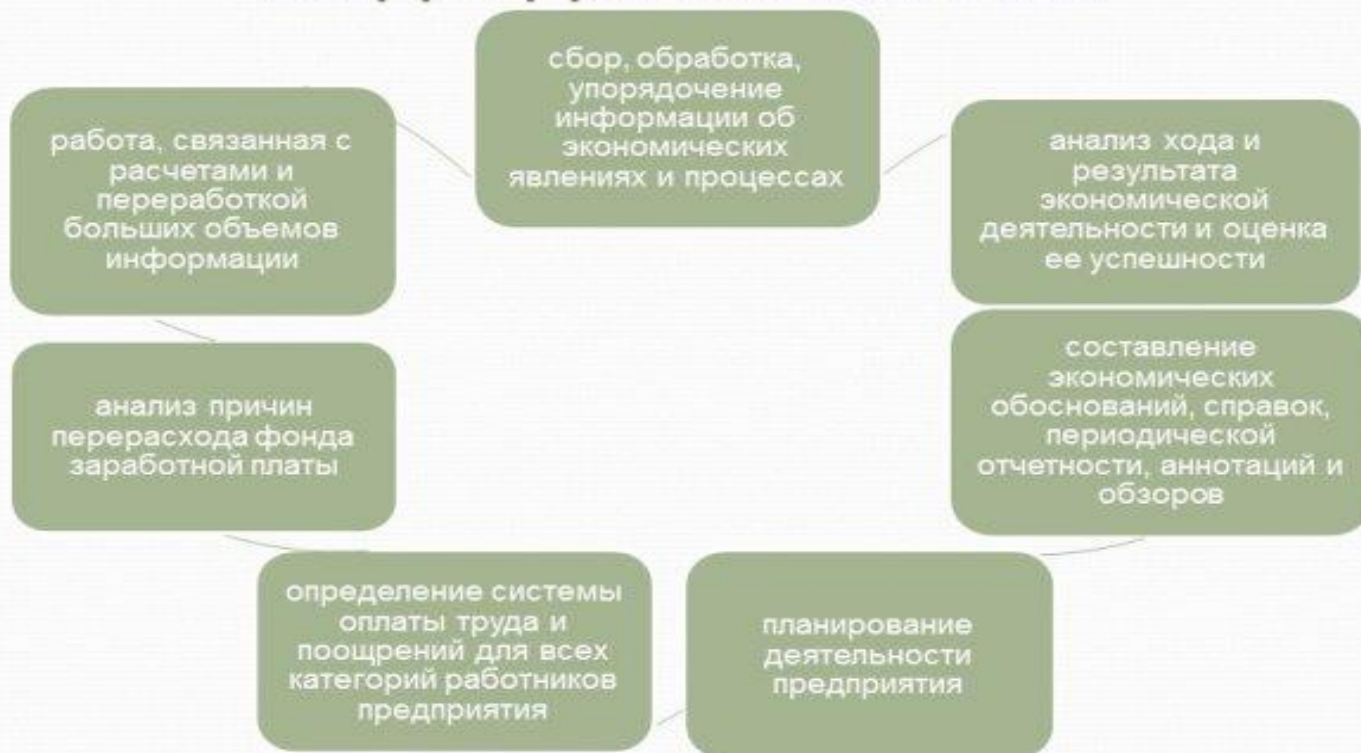 сбор, обработка,
упорядочение
информации об
экономических
явлениях и процессах
анализ хода и
результата
экономической
деятельности и оценка
ее успешности
составление
экономических
обоснований, справок,
периодической
отчетности, аннотаций и
обзоров
планирование
деятельности
предприятия
определение системы
оплаты труда и
поощрений для всех
категорий работников
предприятия
анализ причин
перерасхода фонда
заработной платы
работа, связанная с
расчетами и
переработкой
больших объемов
информации